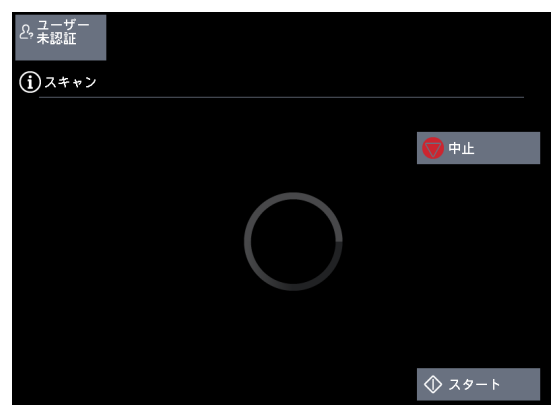 ユーザー
未認証
スキャン
中止
スタート